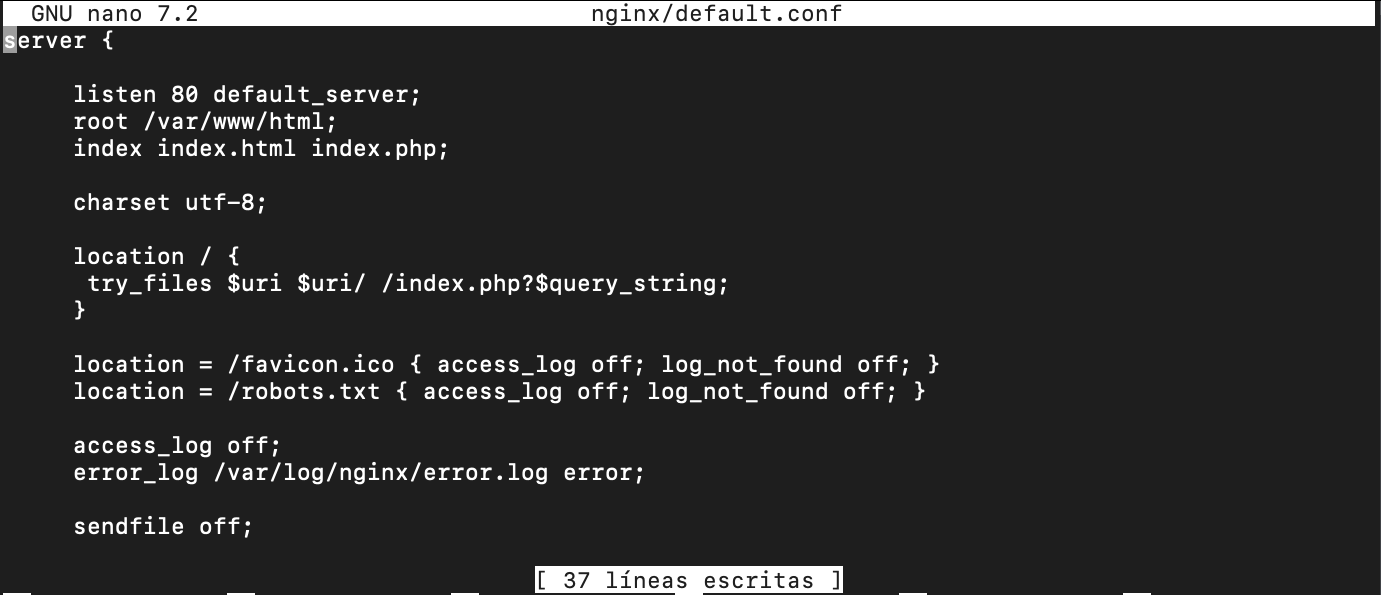 GNU nano 7.2 nginx/default.conf
server {
listen 80 default_server;
root /var/www/html;
index index.html index.php;
charset utf-8;
location / {
try_files $uri $uri/ /index.php?$query_string;
}
location = /favicon.ico { access_log off; log_not_found off; }
location = /robots.txt { access_log off; log_not_found off; }
access_log off;
error_log /var/log/nginx/error.log error;
sendfile off;
[ 37 líneas escritas ]